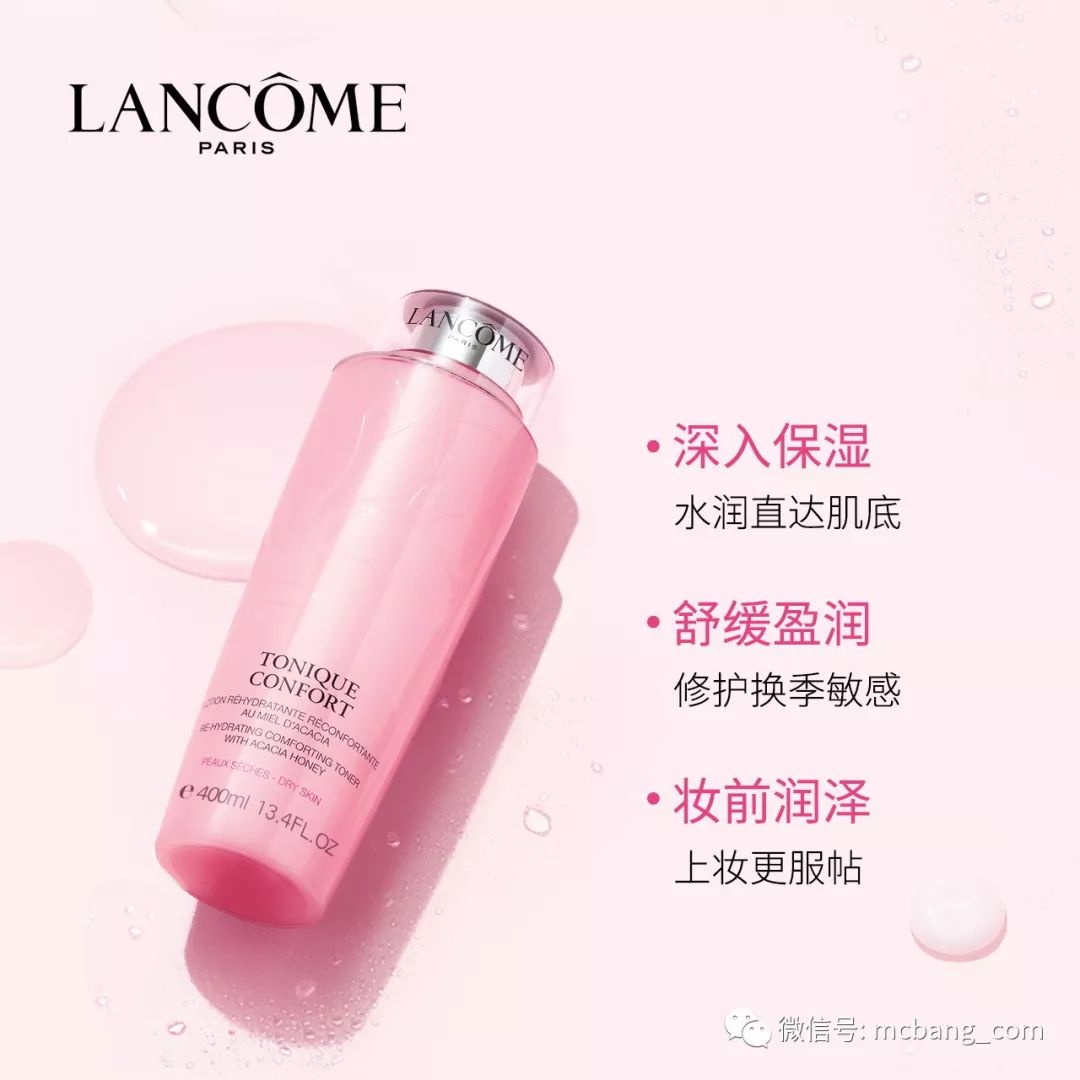 LANCÔME
PARIS
LANCÔME
PARIS
TONIQUE
CONFORT
LOTION RÉHYDRATANTE RÉCONFORTANTE
AU MIEL D'ACACIA
RE-HYDRATING COMFORTING TONER
WITH ACACIA HONEY
PEAUX SÈCHES - DRY SKIN
e 400ml 13.4FL.OZ
• 深入保湿
水润直达肌底
• 舒缓盈润
修护换季敏感
• 妆前润泽
上妆更服帖
微信号: mcbang_com